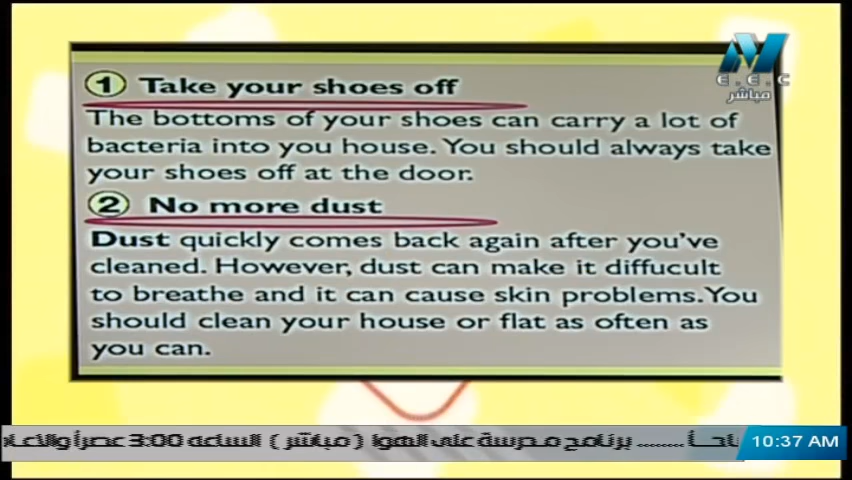 1 Take your shoes off
The bottoms of your shoes can carry a lot of
bacteria into you house. You should always take
your shoes off at the door.
2 No more dust
Dust quickly comes back again after you've
cleaned. However, dust can make it diffucult
to breathe and it can cause skin problems. You
should clean your house or flat as often as
you can.
E.E.C
مباشر
........ برنامج مدرسة على الهوا ( مباشر ) الساعه 3:00 عصراً
10:37 AM